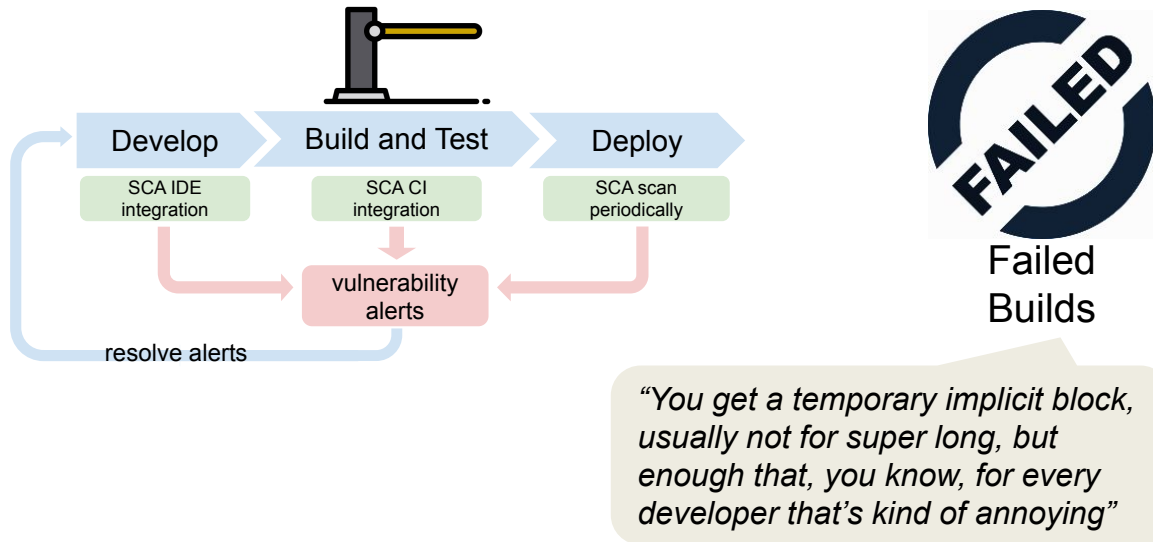 Develop
Build and Test
Deploy
SCA IDE
integration
SCA CI
integration
SCA scan
periodically
vulnerability
alerts
resolve alerts
FAILED
Failed
Builds
“You get a temporary implicit block,
usually not for super long, but
enough that, you know, for every
developer that’s kind of annoying”